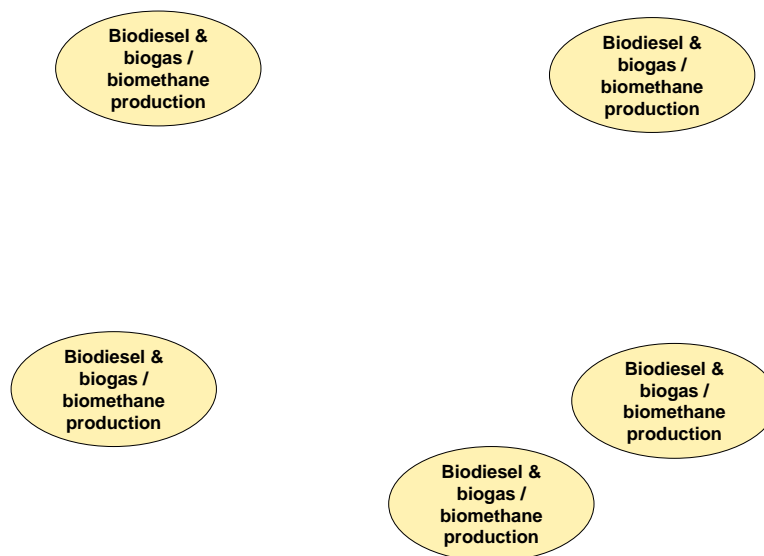 Biodiesel &
biogas /
biomethane
production
Biodiesel &
biogas /
biomethane
production
Biodiesel &
biogas /
biomethane
production
Biodiesel &
biogas /
biomethane
production
Biodiesel &
biogas /
biomethane
production